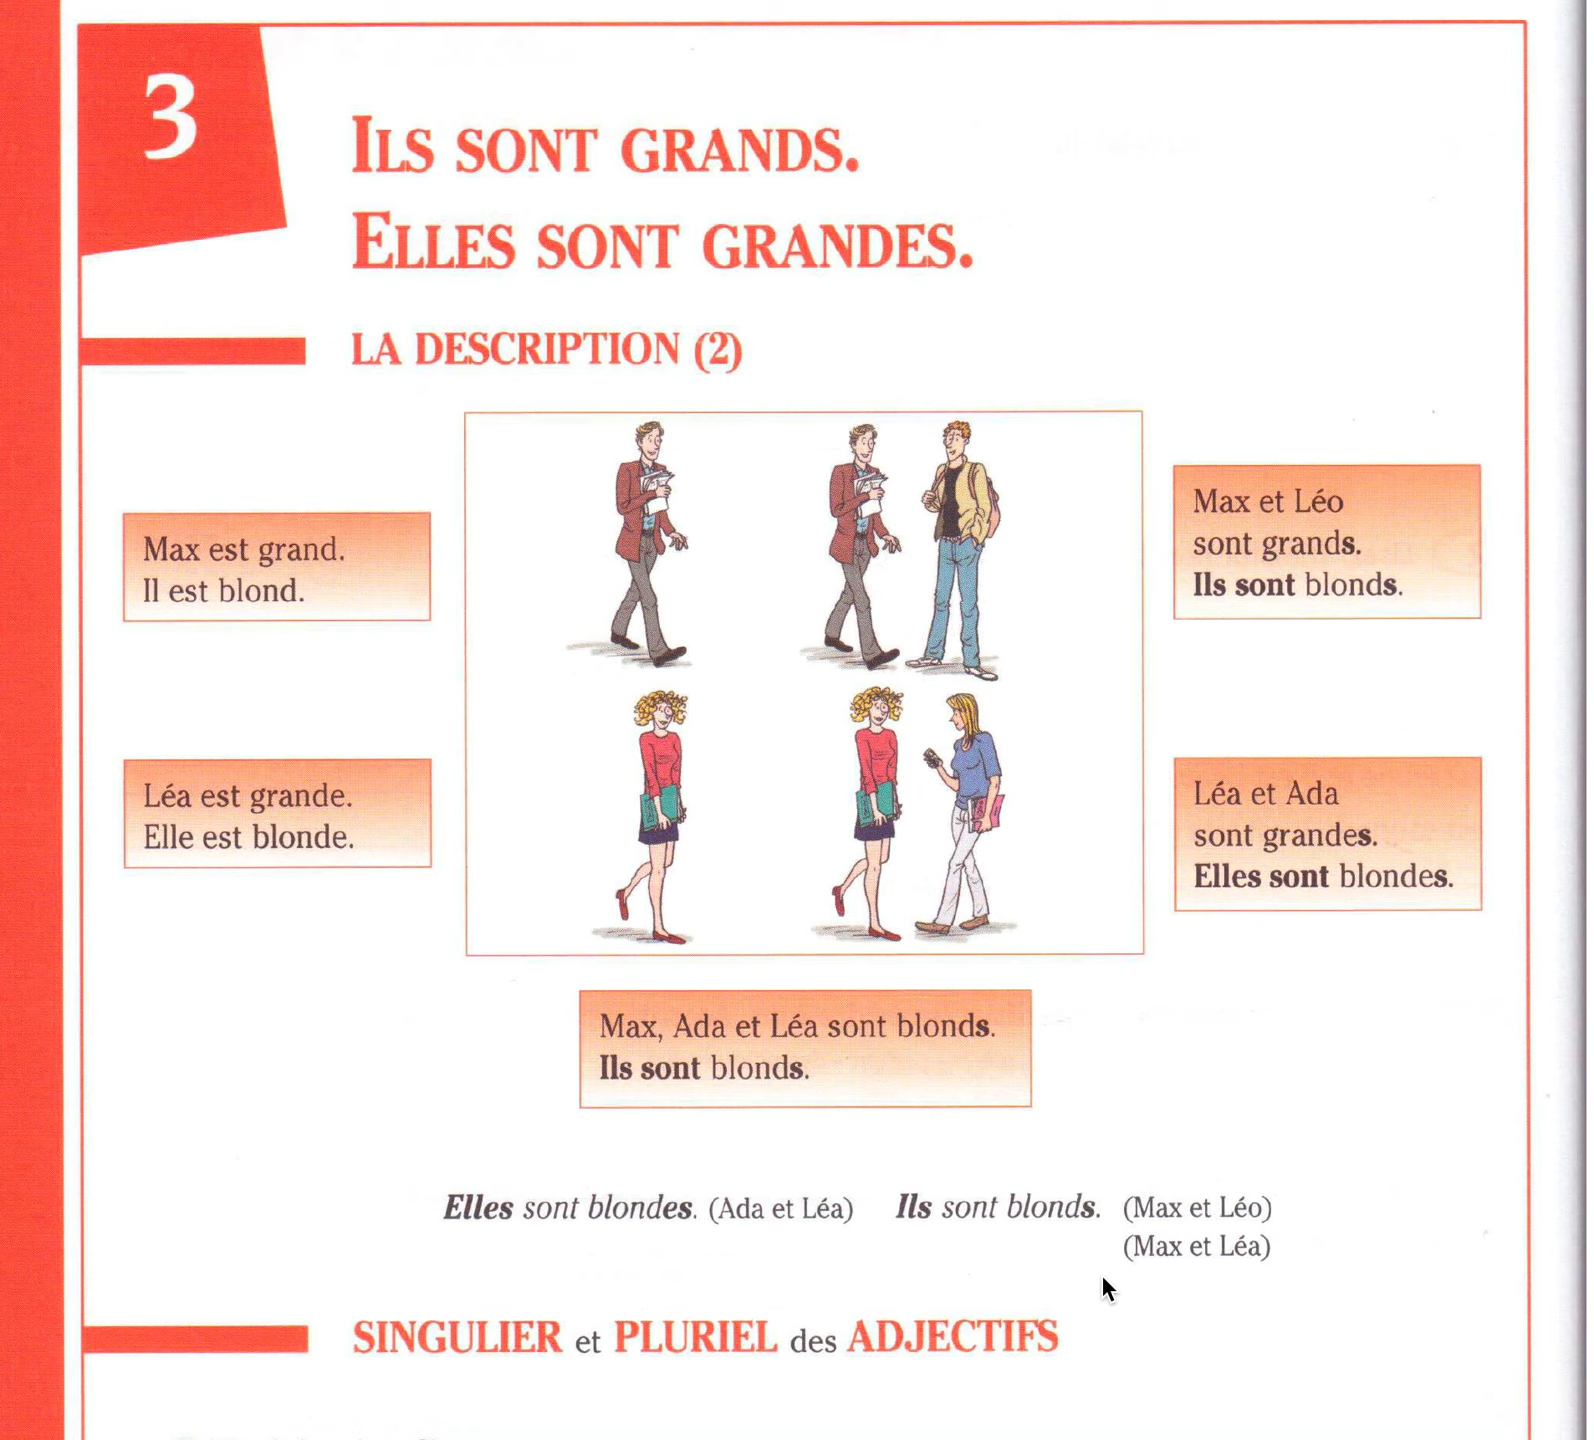 3
ILS SONT GRANDS.
ELLES SONT GRANDES.
LA DESCRIPTION (2)
Max est grand.
Il est blond.
Max et Léo
sont grands.
Ils sont blonds.
Léa est grande.
Elle est blonde.
Léa et Ada
sont grandes.
Elles sont blondes.
Max, Ada et Léa sont blonds.
Ils sont blonds.
Elles sont blondes. (Ada et Léa) Ils sont blonds. (Max et Léo)
(Max et Léa)
SINGULIER et PLURIEL des ADJECTIFS